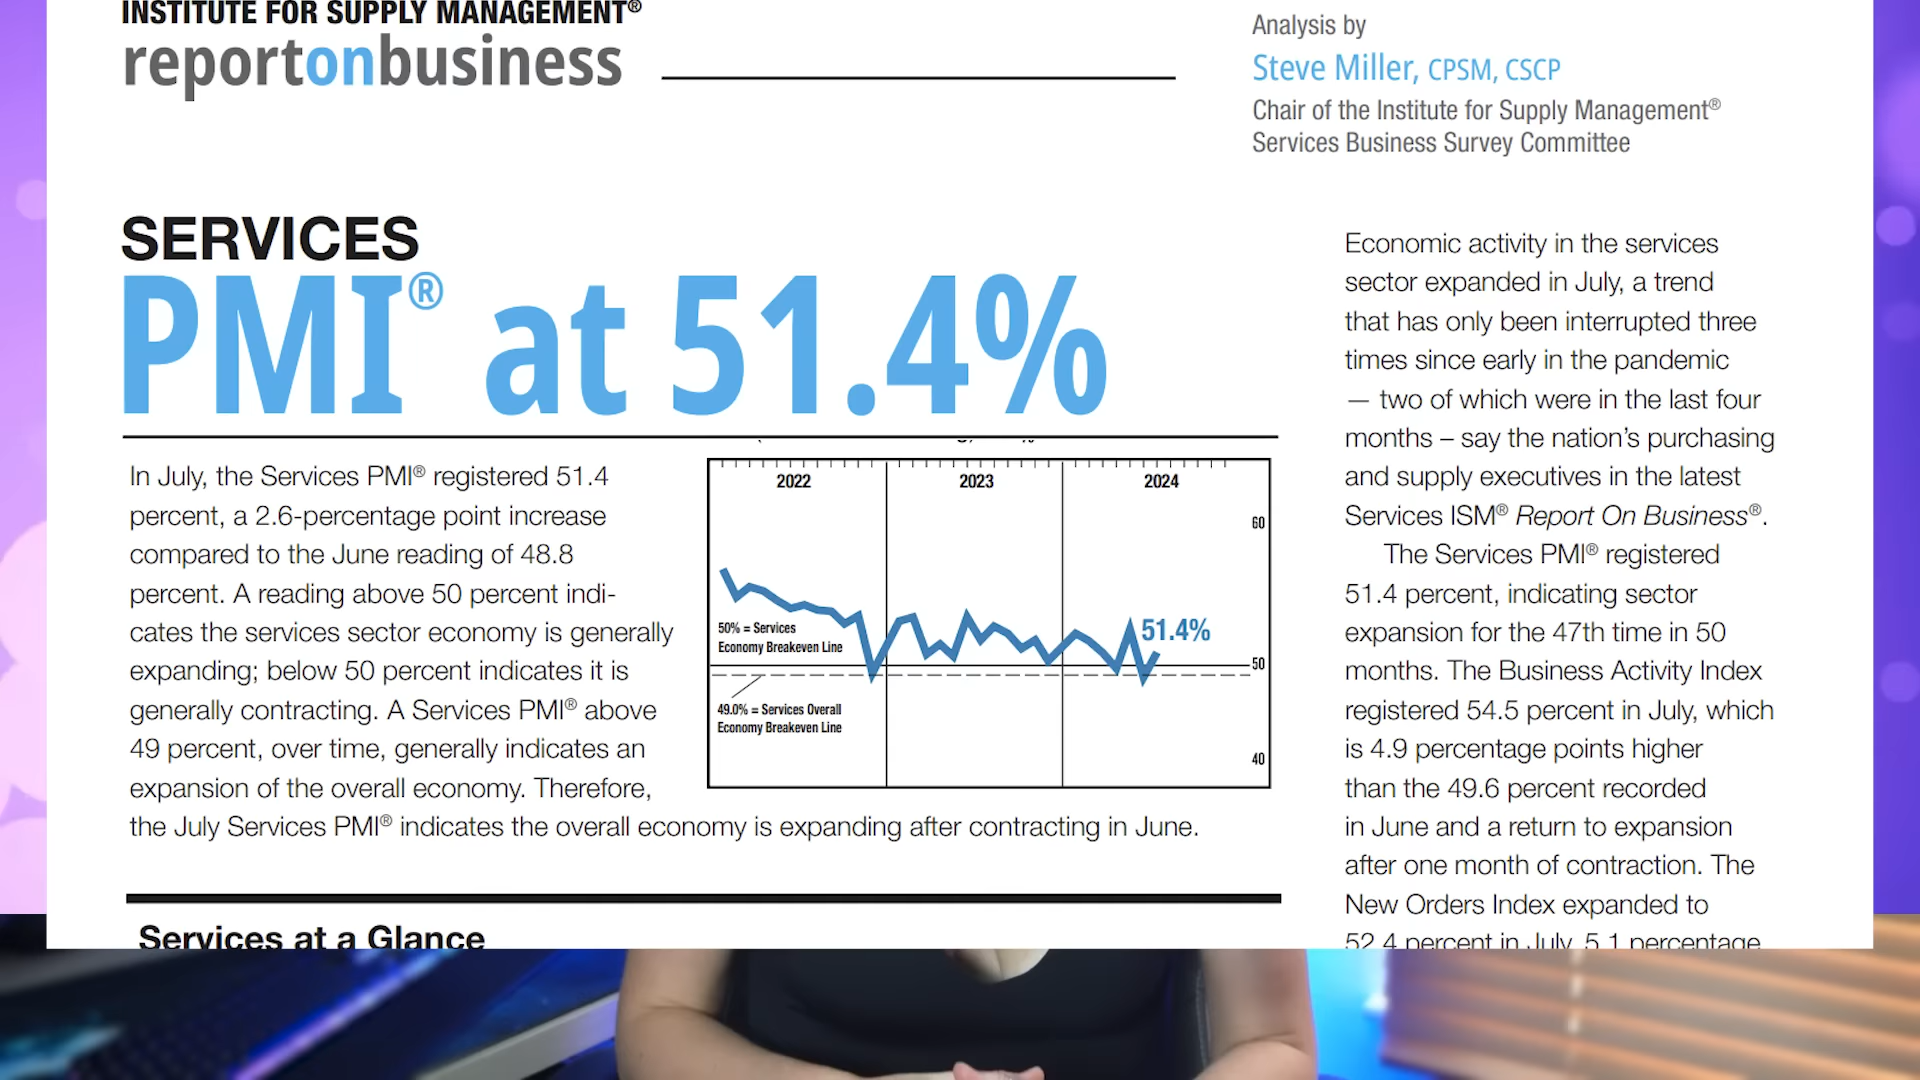 INSTITUTE FOR SUPPLY MANAGEMENT®
reportonbusiness
Analysis by
Steve Miller, CPSM, CSCP
Chair of the Institute for Supply Management®
Services Business Survey Committee
SERVICES
PMI® at 51.4%
In July, the Services PMI® registered 51.4
percent, a 2.6-percentage point increase
compared to the June reading of 48.8
percent. A reading above 50 percent indi-
cates the services sector economy is generally
expanding; below 50 percent indicates it is
generally contracting. A Services PMI® above
49 percent, over time, generally indicates an
expansion of the overall economy. Therefore,
the July Services PMI® indicates the overall economy is expanding after contracting in June.
2022
2023
2024
60
51.4%
50% = Services
Economy Breakeven Line
50
49.0% = Services Overall
Economy Breakeven Line
40
Economic activity in the services
sector expanded in July, a trend
that has only been interrupted three
times since early in the pandemic
— two of which were in the last four
months – say the nation's purchasing
and supply executives in the latest
Services ISM® Report On Business®.
The Services PMI® registered
51.4 percent, indicating sector
expansion for the 47th time in 50
months. The Business Activity Index
registered 54.5 percent in July, which
is 4.9 percentage points higher
than the 49.6 percent recorded
in June and a return to expansion
after one month of contraction. The
New Orders Index expanded to
52.4 percent in July, 5.1 percentage
Services at a Glance